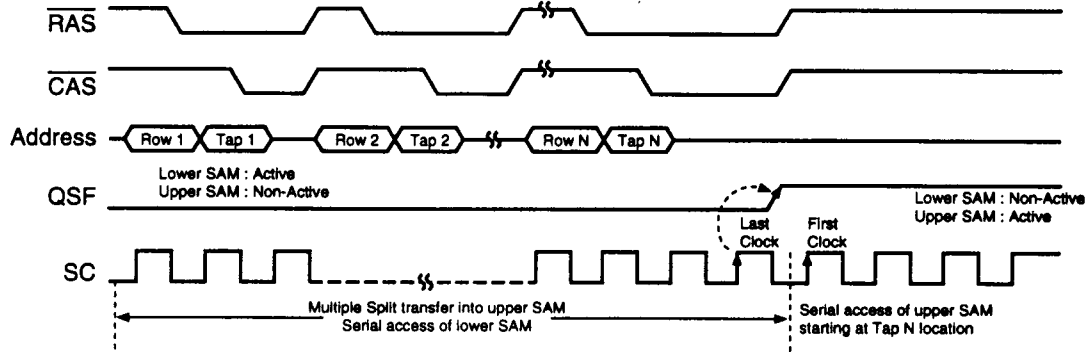 RAS
CAS
Address
Row 1
Tap 1
Row 2
Tap 2
Row N
Tap N
Lower SAM : Active
Upper SAM : Non-Active
QSF
Lower SAM : Non-Active
Upper SAM : Active
Last
Clock
First
Clock
SC
Multiple Split transfer into upper SAM
Serial access of lower SAM
Serial access of upper SAM
starting at Tap N location